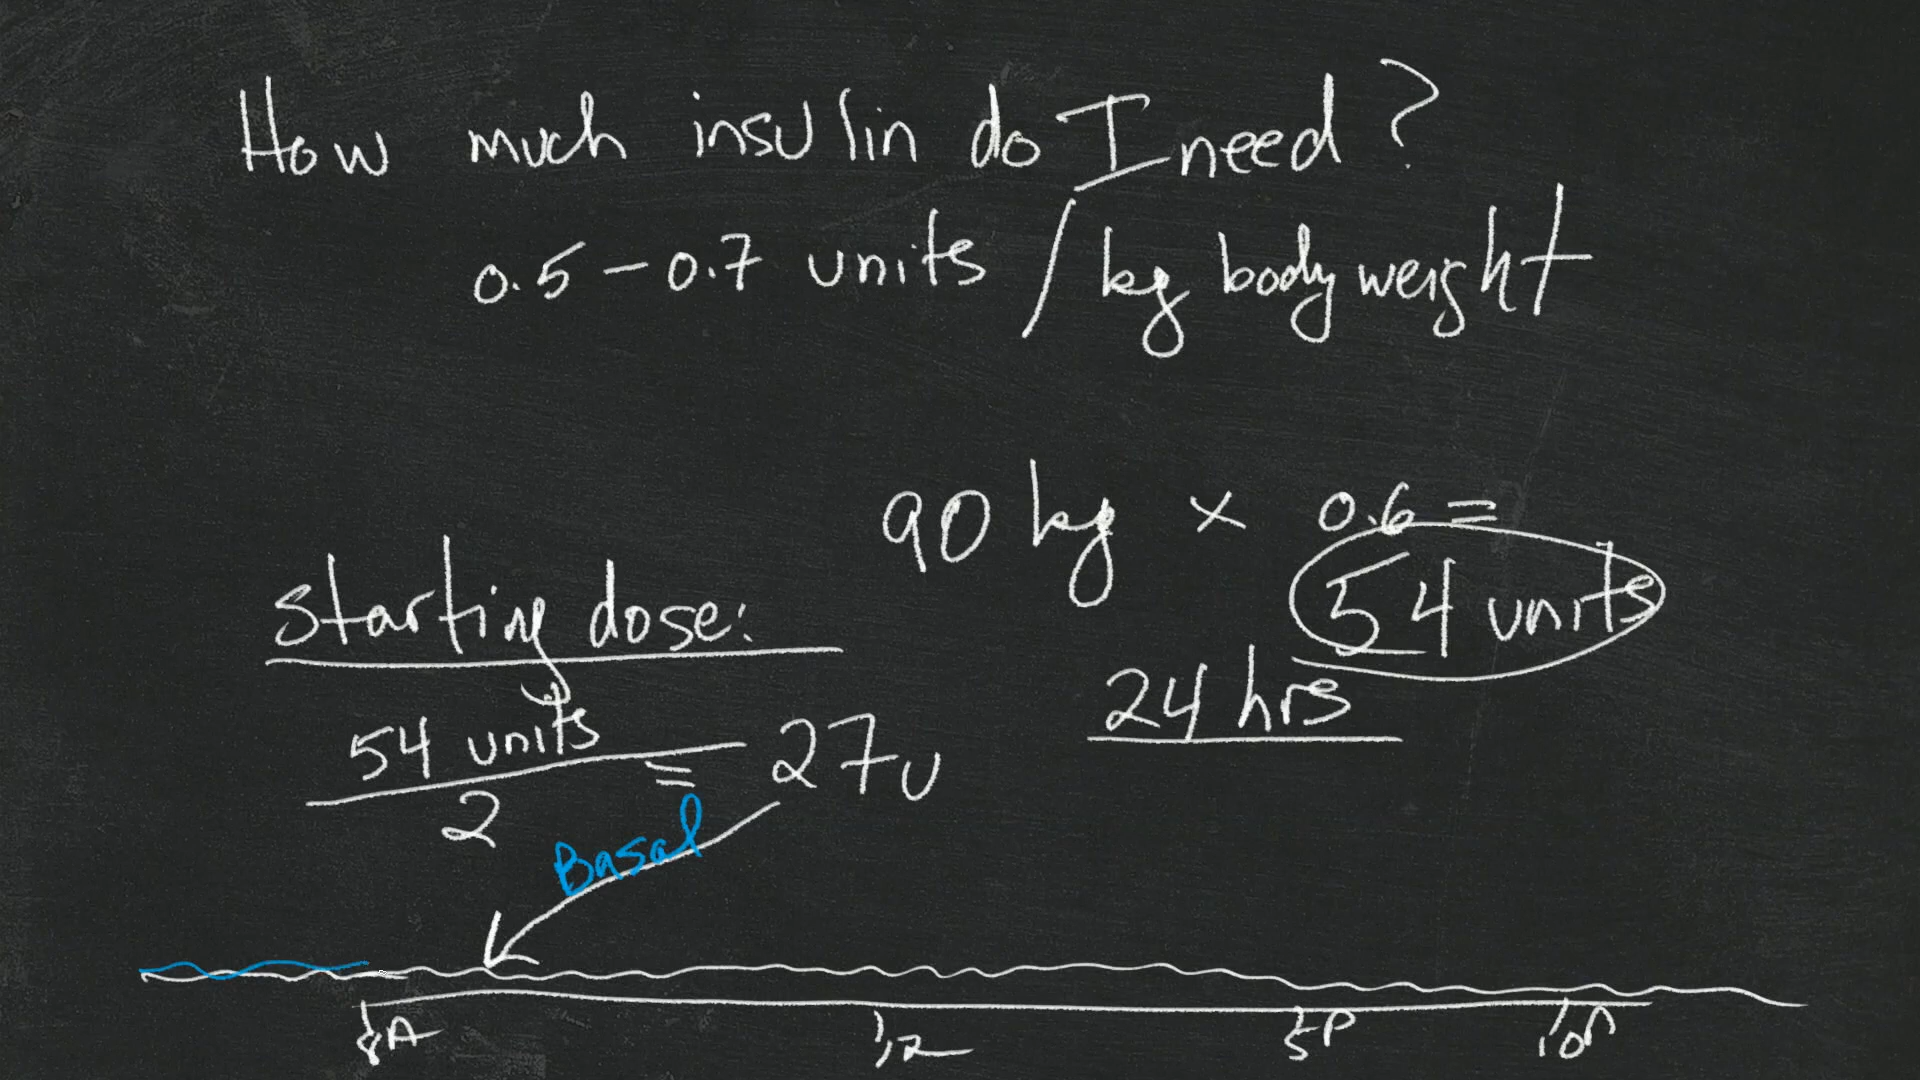 How much insulin do I need?
0.5 - 0.7 units / kg body weight
90 kg x 0.6 =
54 units
24 hrs
Starting dose:
54 units
2
= 27u
Basal
8A
12
5P
10P